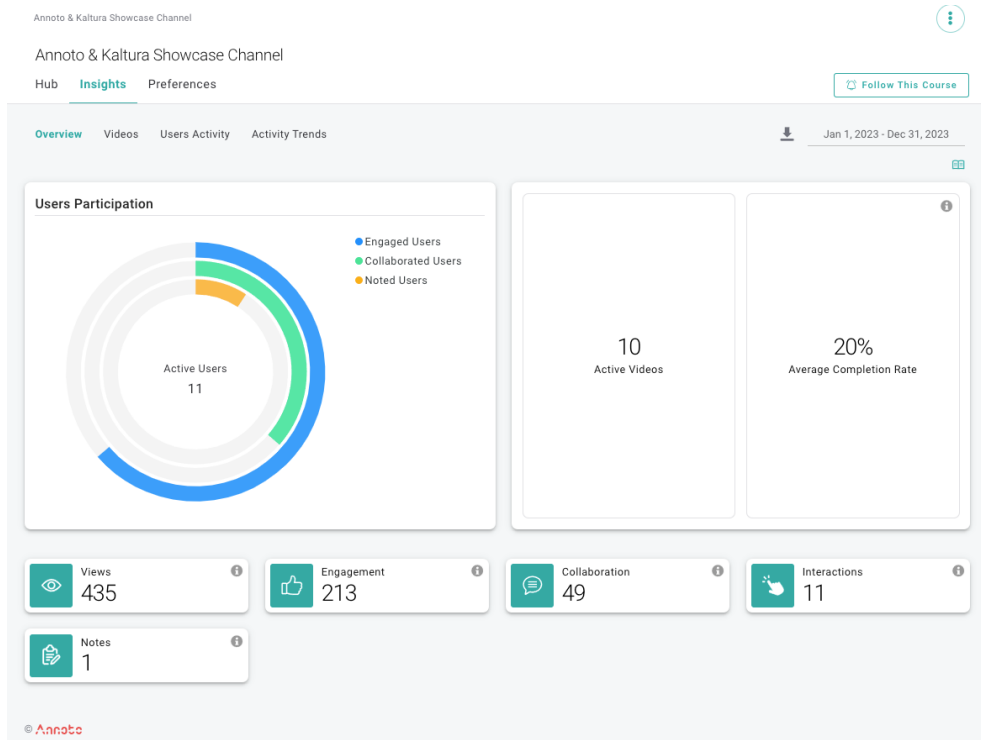 Annoto & Kaltura Showcase Channel
Annoto & Kaltura Showcase Channel
Hub Insights Preferences
Follow This Course
Overview Videos Users Activity Activity Trends
Jan 1, 2023 - Dec 31, 2023
Users Participation
Engaged Users
Collaborated Users
Noted Users
Active Users
11
10
Active Videos
20%
Average Completion Rate
Views
435
Engagement
213
Collaboration
49
Interactions
11
Notes
1
© Annoto